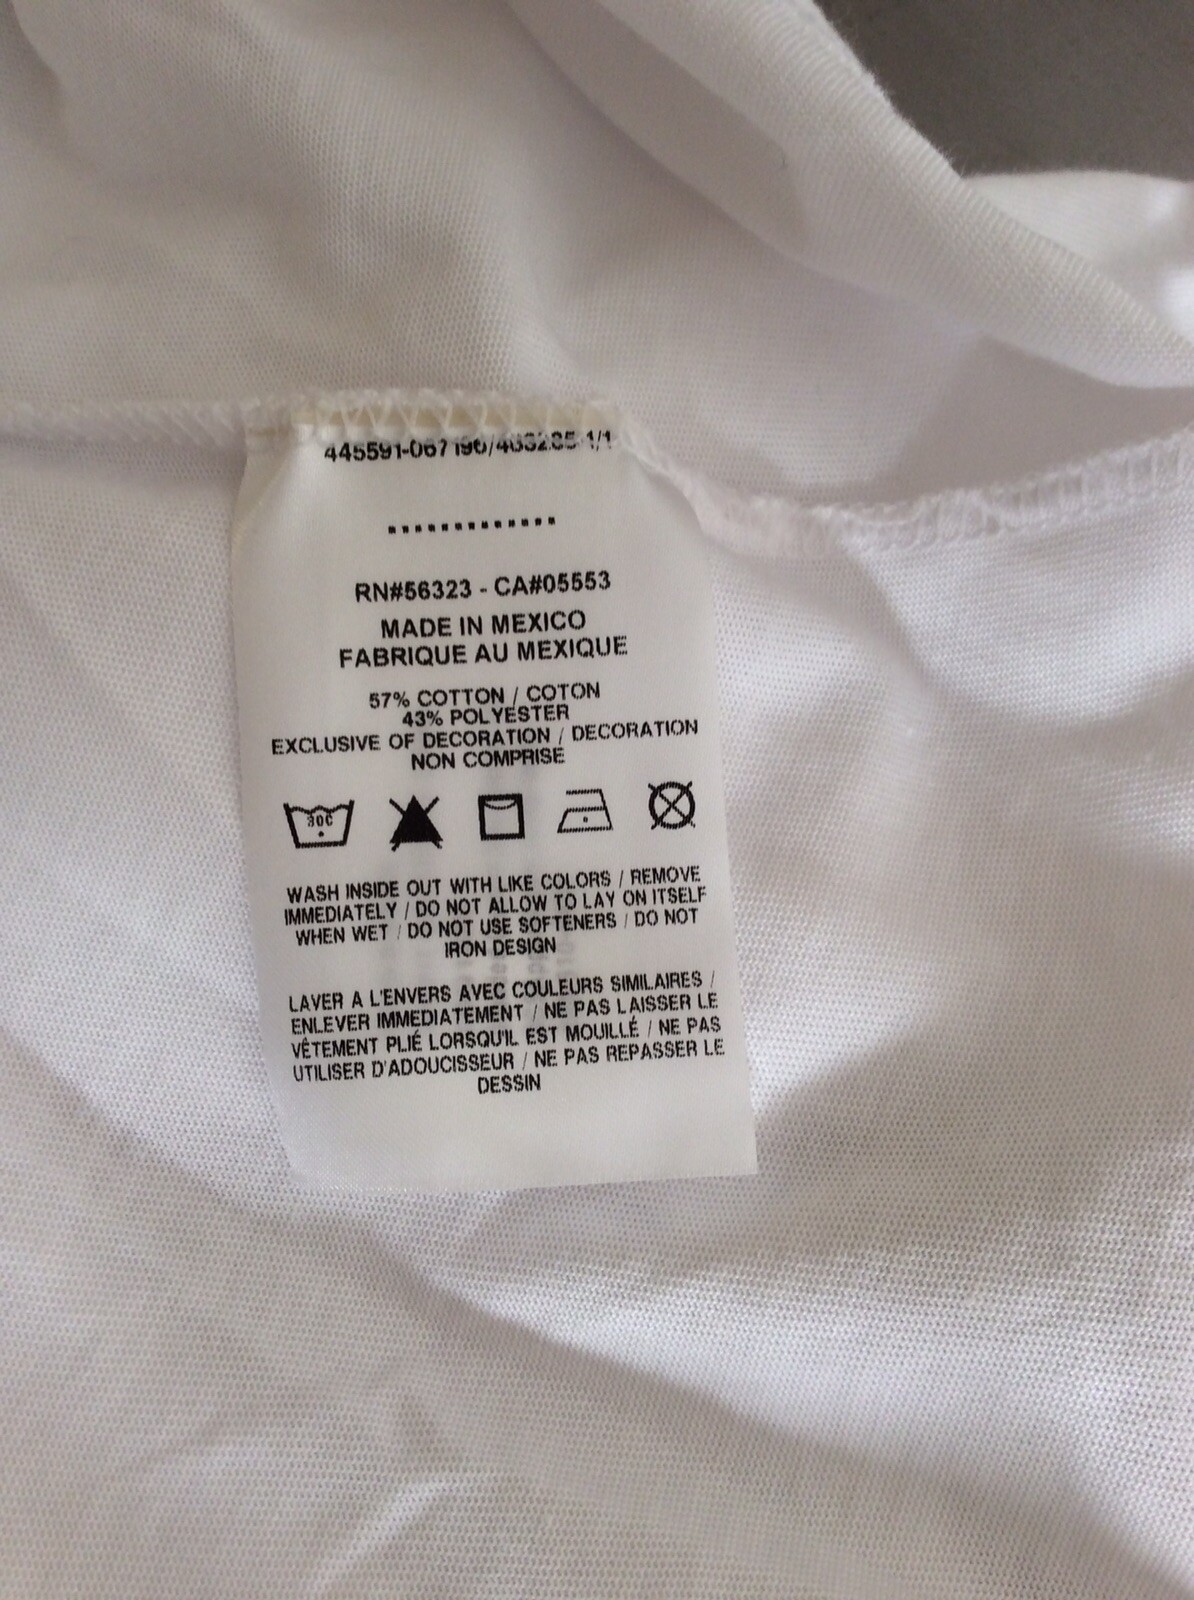 RN#56323 - CA#05553
MADE IN MEXICO
FABRIQUE AU MEXIQUE
57% COTTON / COTON
43% POLYESTER
EXCLUSIVE OF DECORATION / DECORATION
NON COMPRISE
30C
WASH INSIDE OUT WITH LIKE COLORS / REMOVE
IMMEDIATELY / DO NOT ALLOW TO LAY ON ITSELF
WHEN WET / DO NOT USE SOFTENERS / DO NOT
IRON DESIGN
LAVER A L'ENVERS AVEC COULEURS SIMILAIRES /
ENLEVER IMMEDIATEMENT / NE PAS LAISSER LE
VÊTEMENT PLIÉ LORSQU'IL EST MOUILLÉ / NE PAS
UTILISER D'ADOUCISSEUR / NE PAS REPASSER LE
DESSIN